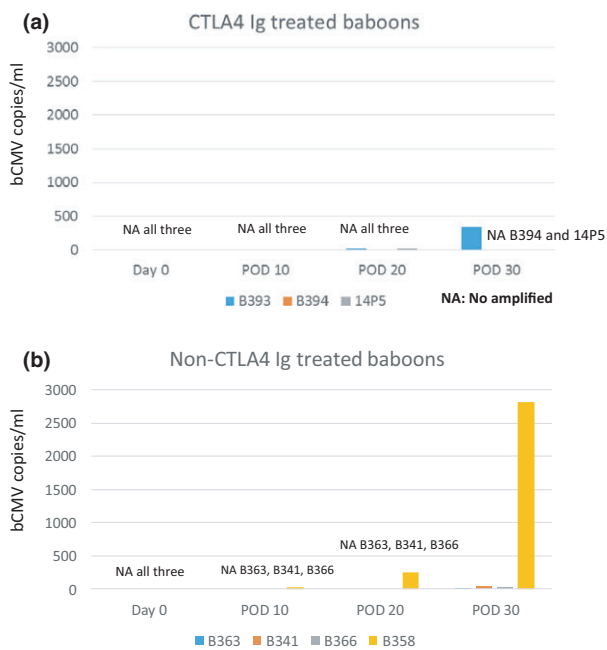 (a)
CTLA4 Ig treated baboons
bCMV copies/ml
3000
2500
2000
1500
1000
500
0
NA all three
NA all three
NA all three
NA B394 and 14P5
Day 0
POD 10
POD 20
POD 30
B393
B394
14P5
NA: No amplified
(b)
Non-CTLA4 Ig treated baboons
bCMV copies/ml
3000
2500
2000
1500
1000
500
0
NA all three
NA B363, B341, B366
NA B363, B341, B366
Day 0
POD 10
POD 20
POD 30
B363
B341
B366
B358